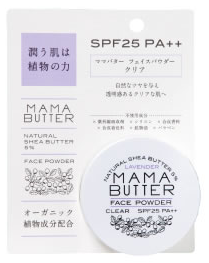 潤う肌は
植物の力
SPF25 PA++
ママバター フェイスパウダー
クリア
自然なツヤを与え
透明感あるクリアな肌へ
MAMA
BUTTER
NATURAL
SHEA BUTTER
5%
FACE POWDER
オーガニック
植物成分配合
NATURAL SHEA BUTTER 5%
LAVENDER
MAMA
BUTTER
FACE POWDER
CLEAR SPF25 PA++